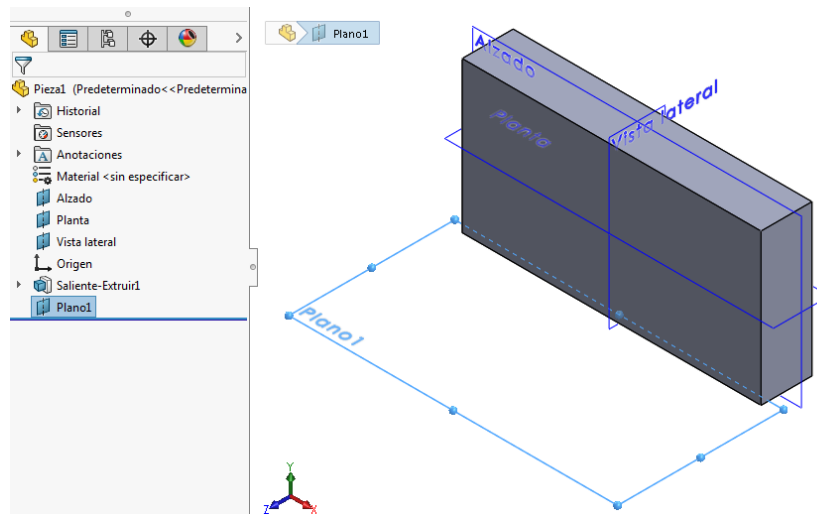 Plano1
Pieza1 (Predeterminado<<Predetermina
Historial
Sensores
Anotaciones
Material <sin especificar>
Alzado
Planta
Vista lateral
Origen
Saliente-Extruir1
Plano1
Alzado
Planta
Vista lateral
Plano1
Y
Z
X